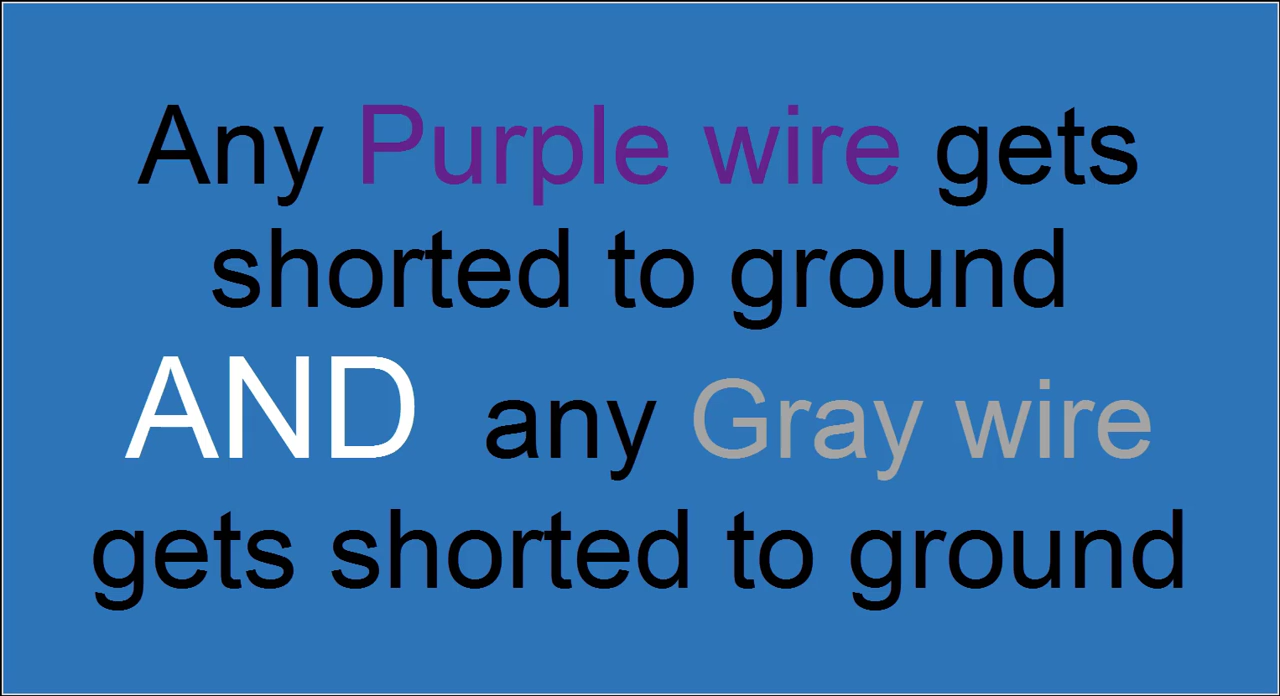 Any Purple wire gets
shorted to ground
AND any Gray wire
gets shorted to ground